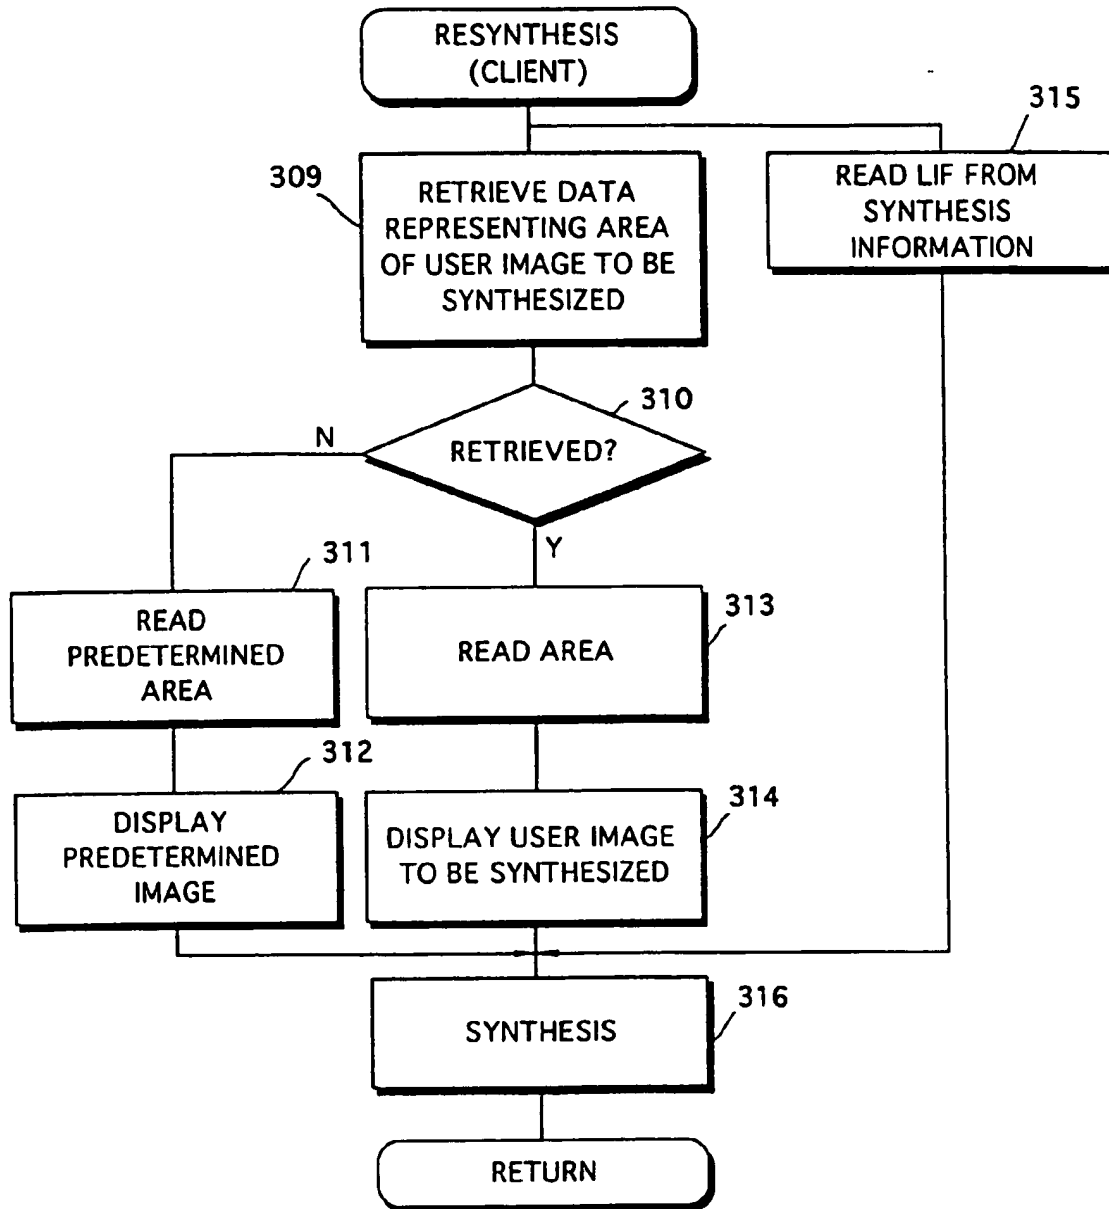 RESYNTHESIS
(CLIENT)
315
309
RETRIEVE DATA
REPRESENTING AREA
OF USER IMAGE TO BE
SYNTHESIZED
READ LIF FROM
SYNTHESIS
INFORMATION
310
N
RETRIEVED?
Y
311
READ
PREDETERMINED
AREA
313
READ AREA
312
DISPLAY
PREDETERMINED
IMAGE
314
DISPLAY USER IMAGE
TO BE SYNTHESIZED
316
SYNTHESIS
RETURN